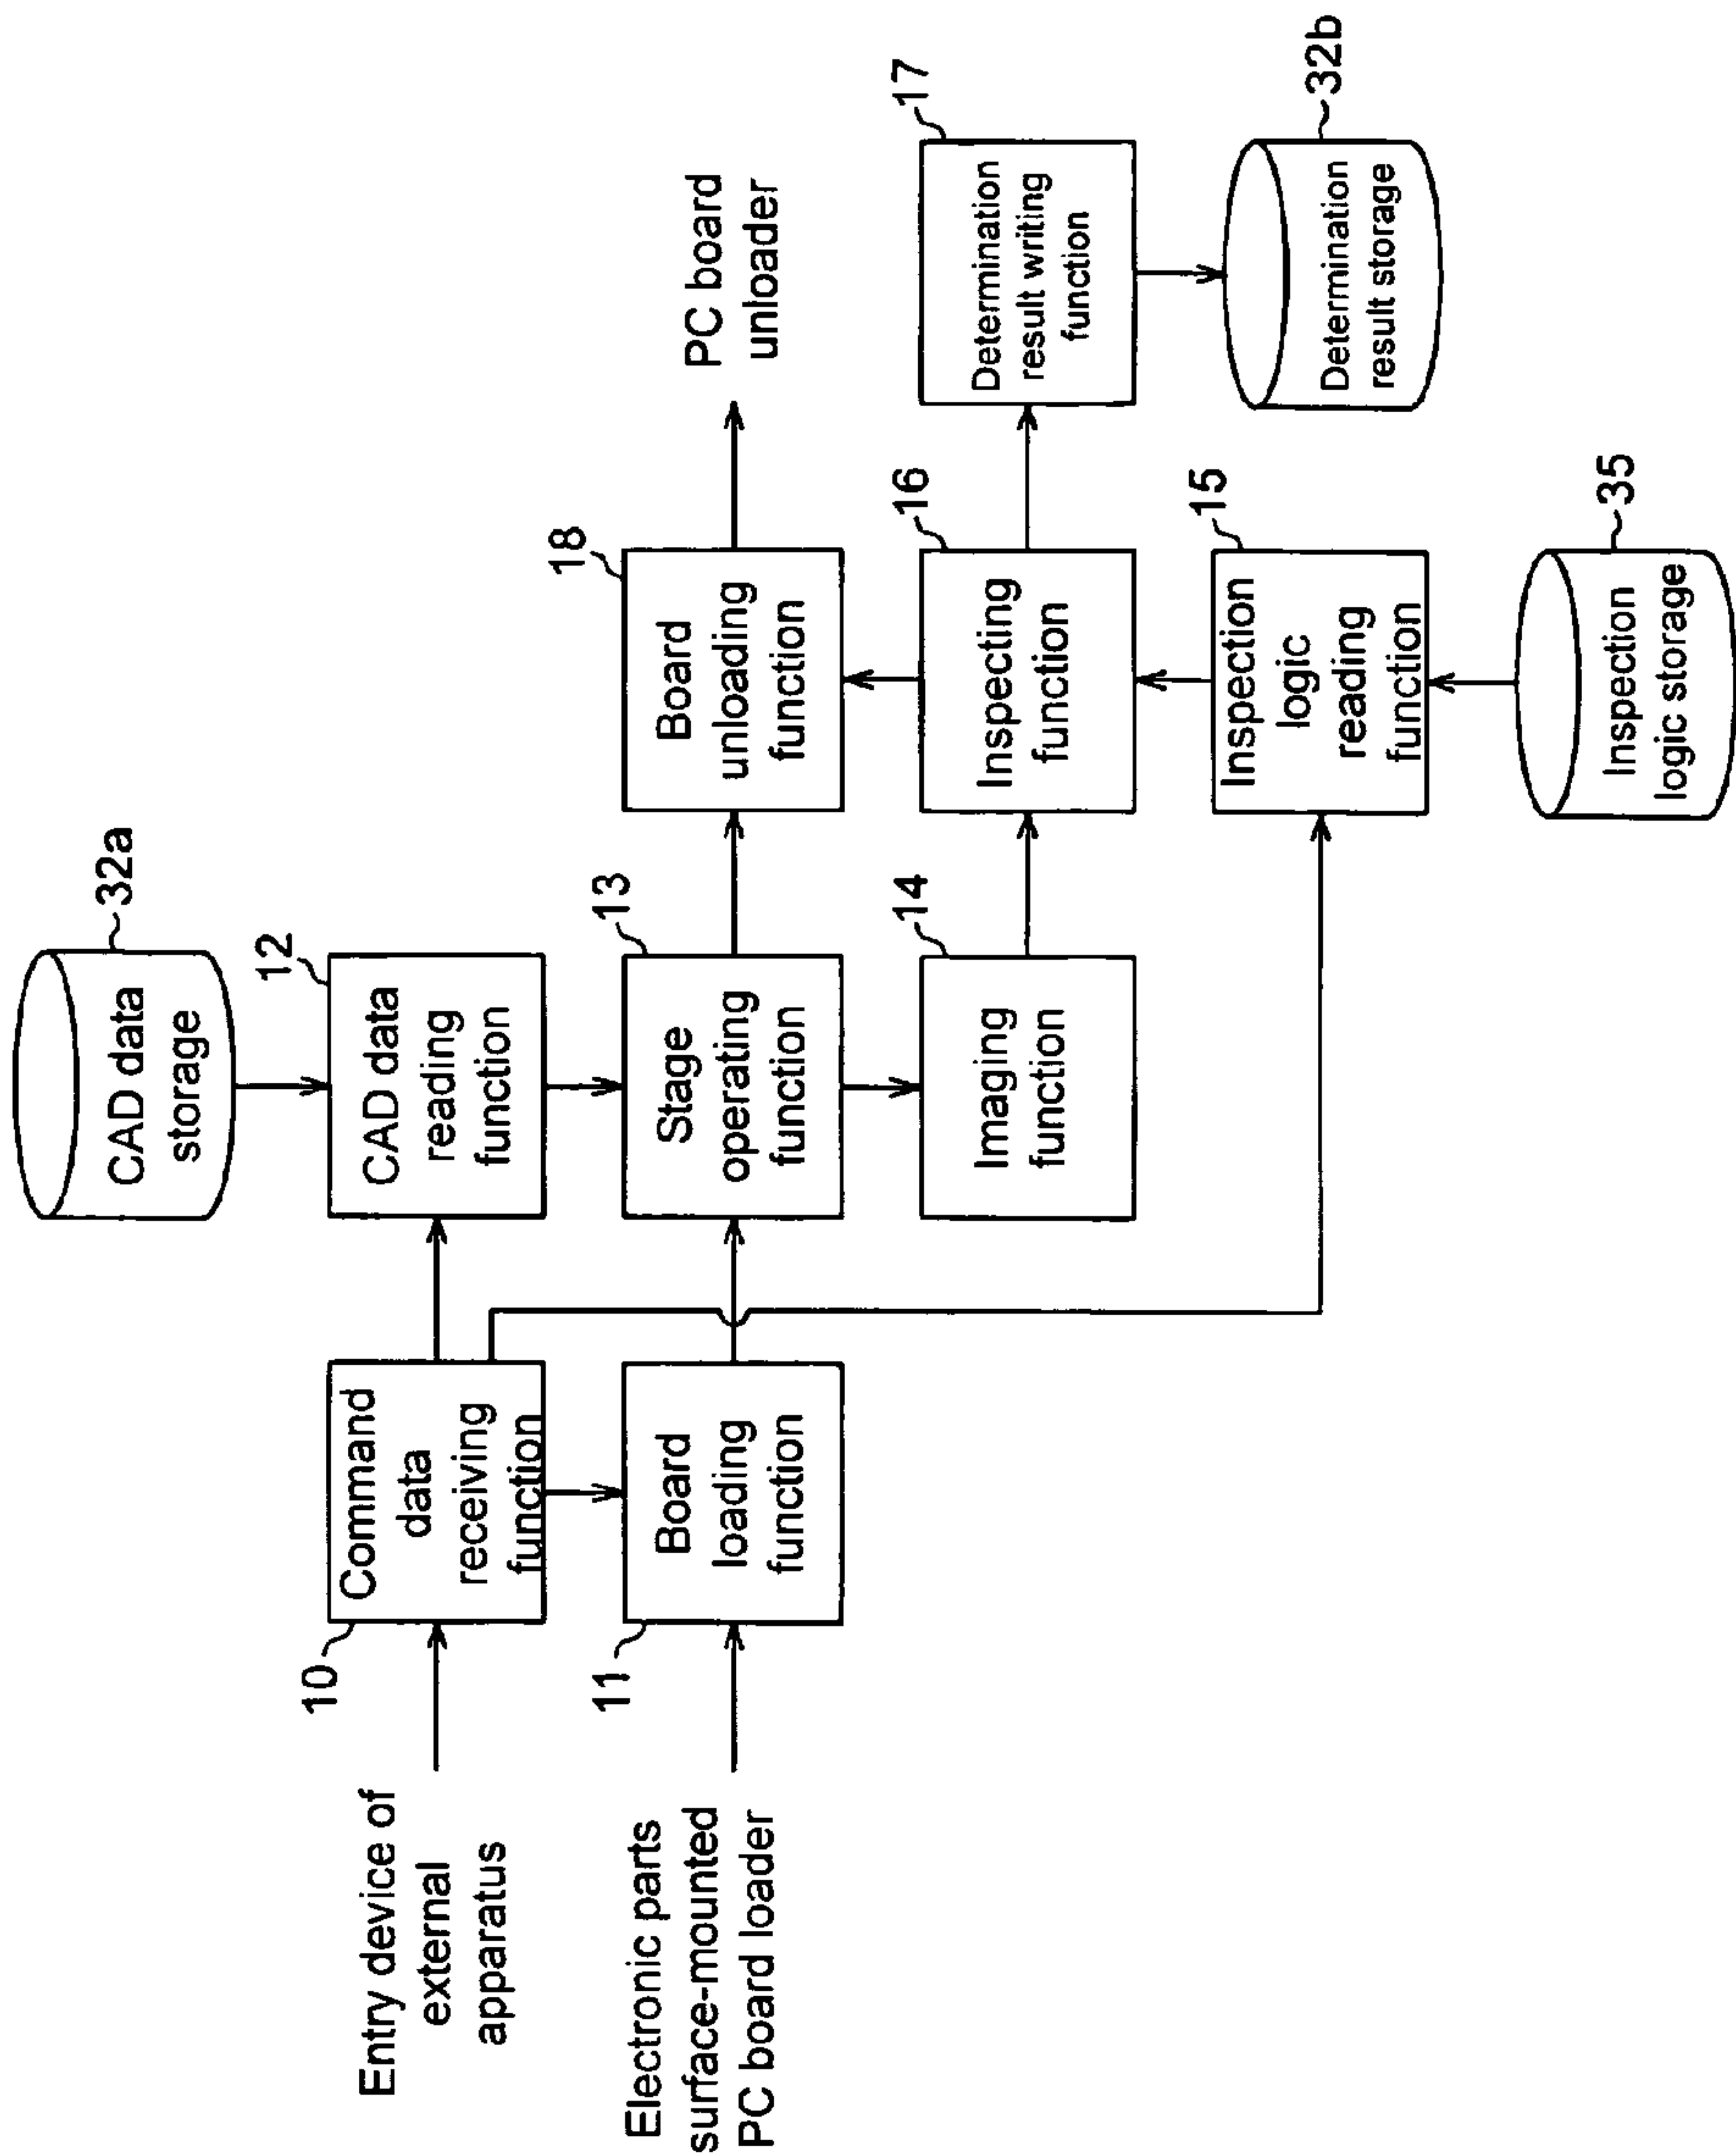 32a
CAD data
storage
12
CAD data
reading
function
10
Command
data
receiving
function
Entry device of
external
apparatus
18
Board
unloading
function
PC board
unloader
13
Stage
operating
function
11
Board
loading
function
Electronic parts
surface-mounted
PC board loader
14
Imaging
function
16
Inspecting
function
17
Determination
result writing
function
15
Inspection
logic
reading
function
32b
Determination
result storage
35
Inspection
logic storage